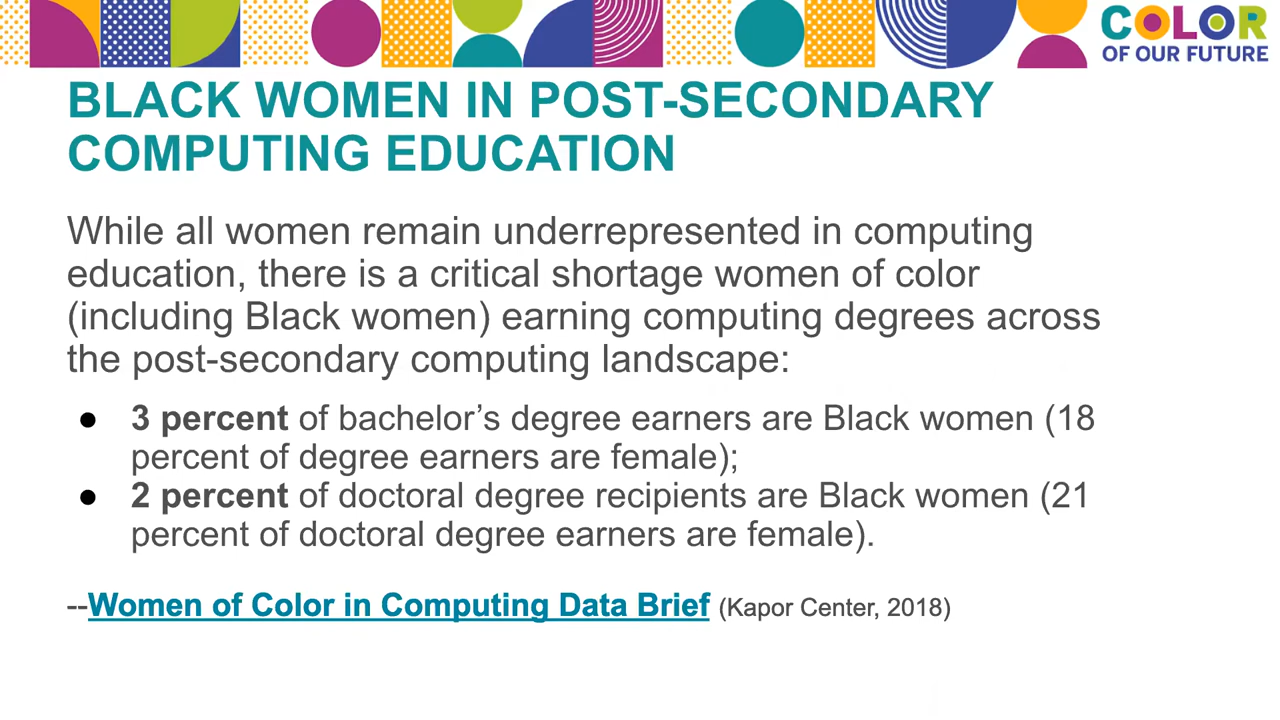 COLOR
OF OUR FUTURE
BLACK WOMEN IN POST-SECONDARY
COMPUTING EDUCATION
While all women remain underrepresented in computing
education, there is a critical shortage women of color
(including Black women) earning computing degrees across
the post-secondary computing landscape:
● 3 percent of bachelor’s degree earners are Black women (18
percent of degree earners are female);
● 2 percent of doctoral degree recipients are Black women (21
percent of doctoral degree earners are female).
--Women of Color in Computing Data Brief (Kapor Center, 2018)